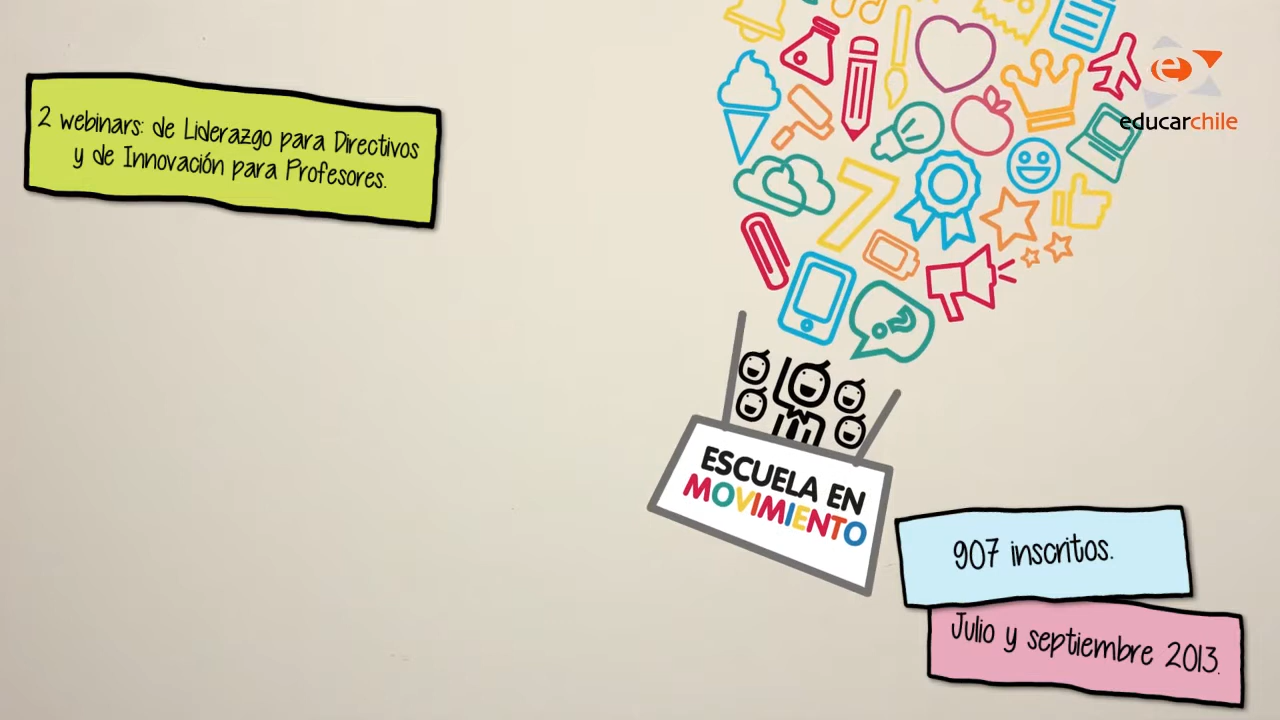 2 webinars: de Liderazgo para Directivos
y de Innovación para Profesores.
educarchile
7
?
ESCUELA EN
MOVIMIENTO
907 inscritos.
Julio y septiembre 2013.